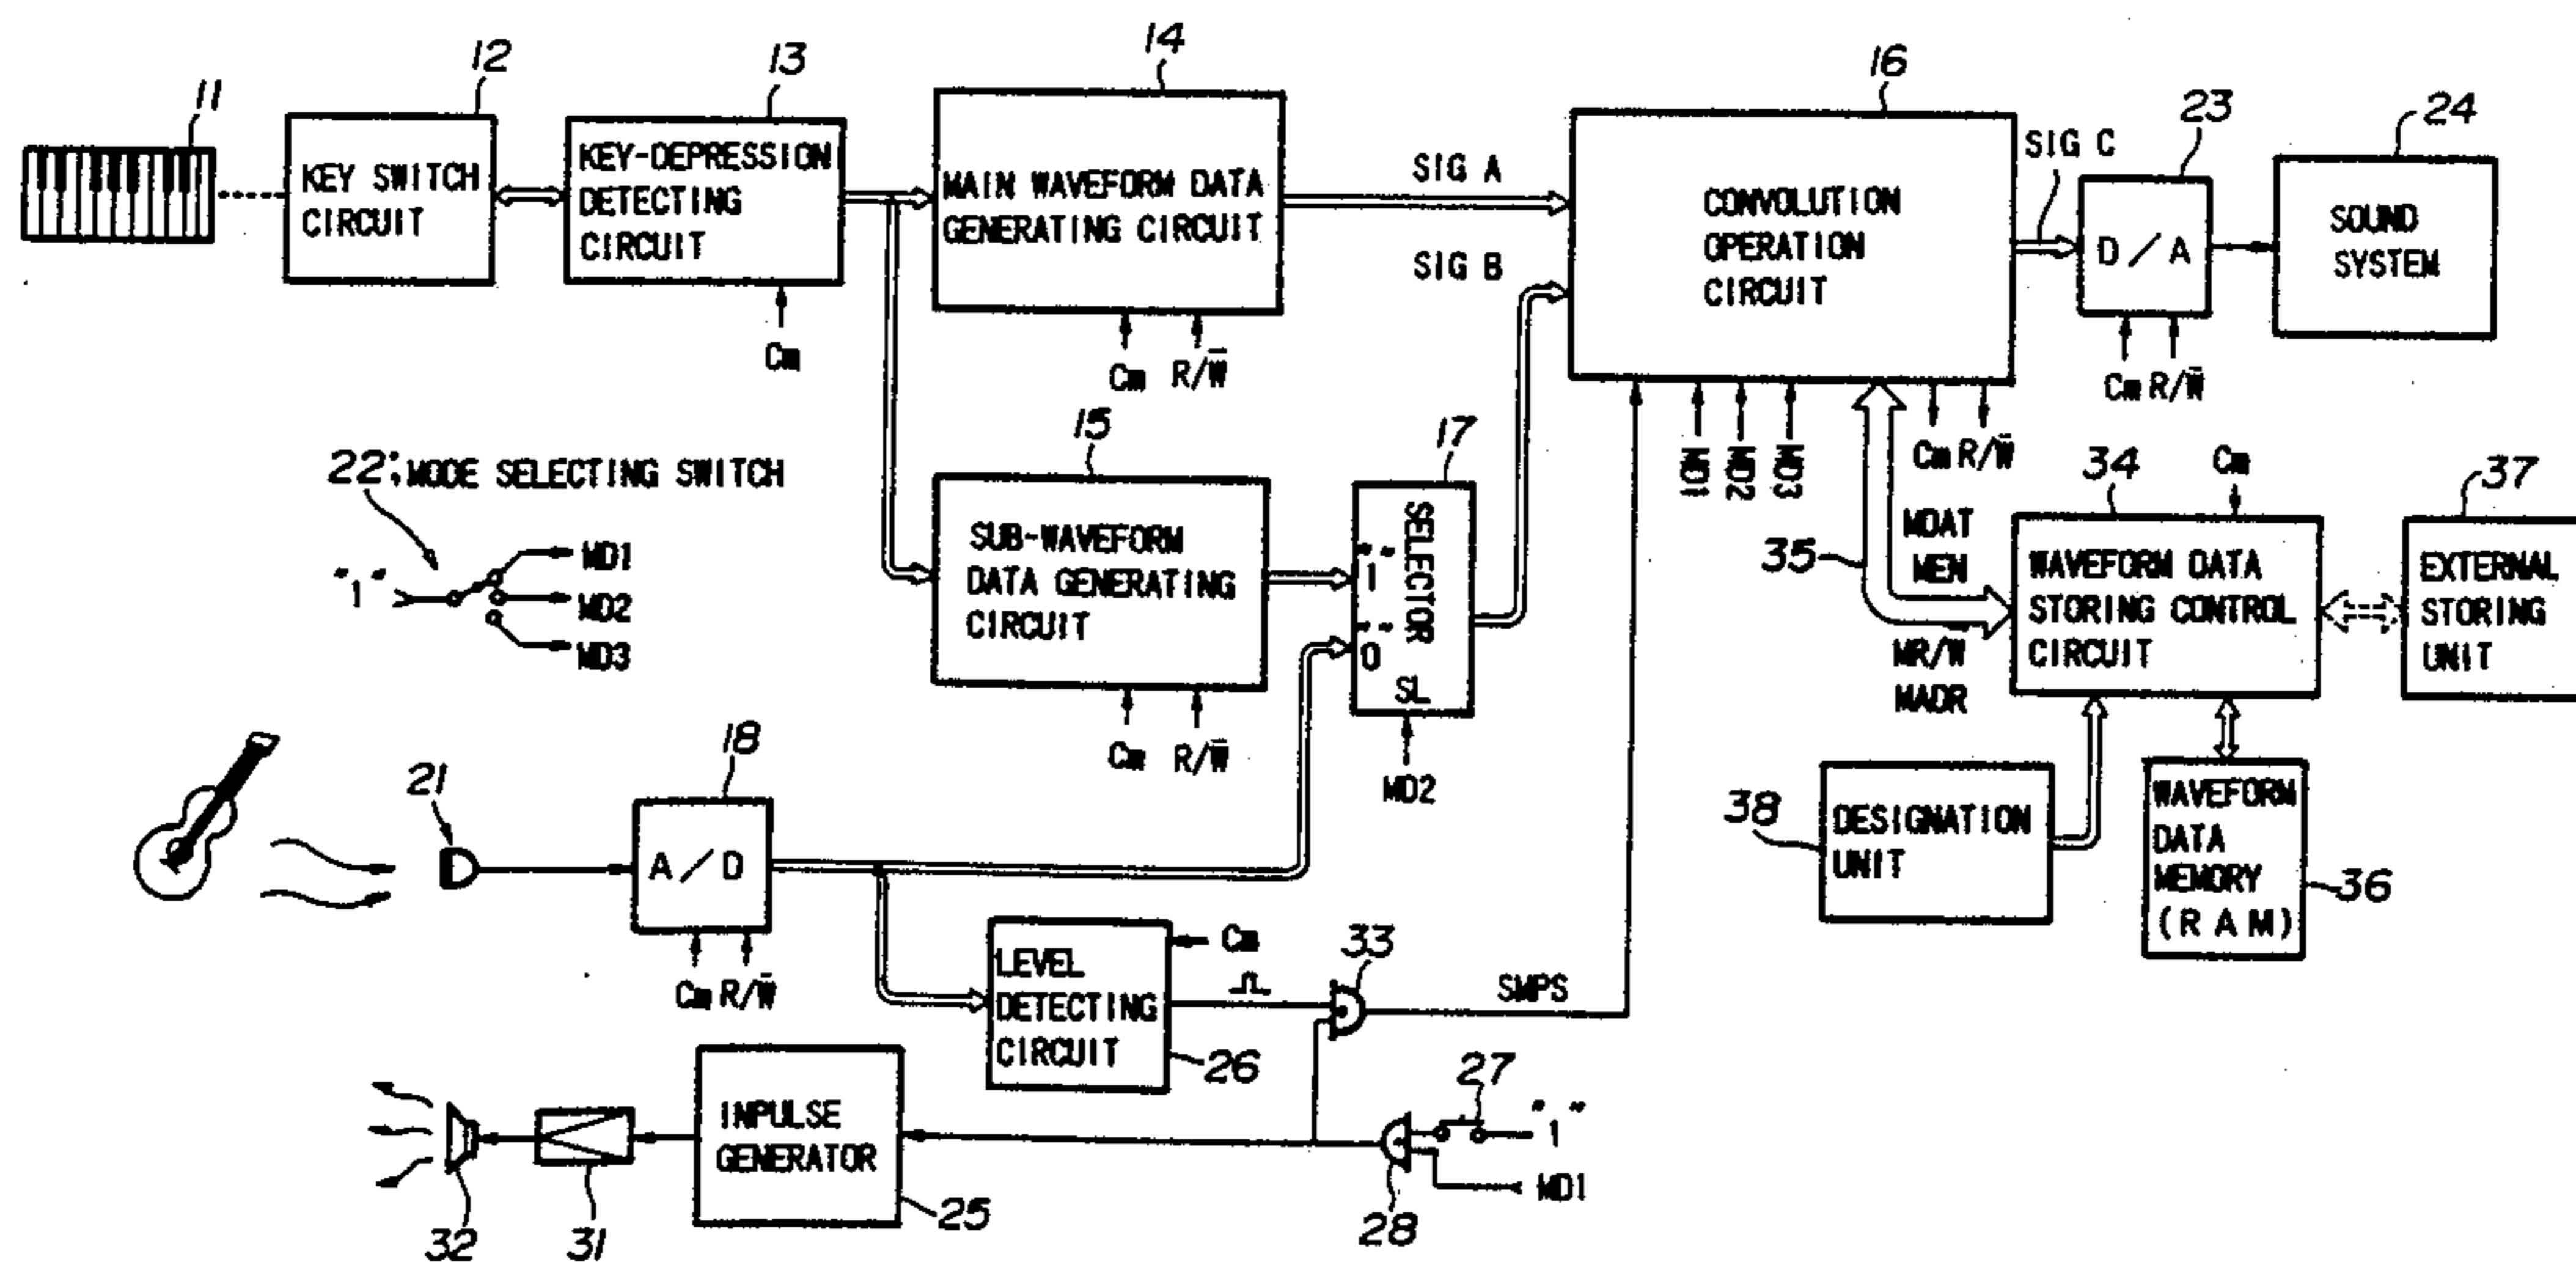 11
12
KEY SWITCH
CIRCUIT
13
KEY-DEPRESSION
DETECTING
CIRCUIT
Cm
14
MAIN WAVEFORM DATA
GENERATING CIRCUIT
Cm R/W̅
SIG A
SIG B
16
CONVOLUTION
OPERATION
CIRCUIT
MD1
MD2
MD3
Cm R/W̅
SIG C
23
D/A
Cm R/W̅
24
SOUND
SYSTEM
22; MODE SELECTING SWITCH
"1"
MD1
MD2
MD3
15
SUB-WAVEFORM
DATA GENERATING
CIRCUIT
Cm R/W̅
17
SELECTOR
"1"
"0"
SL
MD2
35
MDAT
MEN
MR/W
MADR
34
Cm
WAVEFORM DATA
STORING CONTROL
CIRCUIT
37
EXTERNAL
STORING
UNIT
38
DESIGNATION
UNIT
WAVEFORM
DATA
MEMORY
(RAM)
36
21
18
A/D
Cm R/W̅
LEVEL
DETECTING
CIRCUIT
26
Cm
33
SMPS
27
"1"
MD1
28
INPULSE
GENERATOR
25
31
32